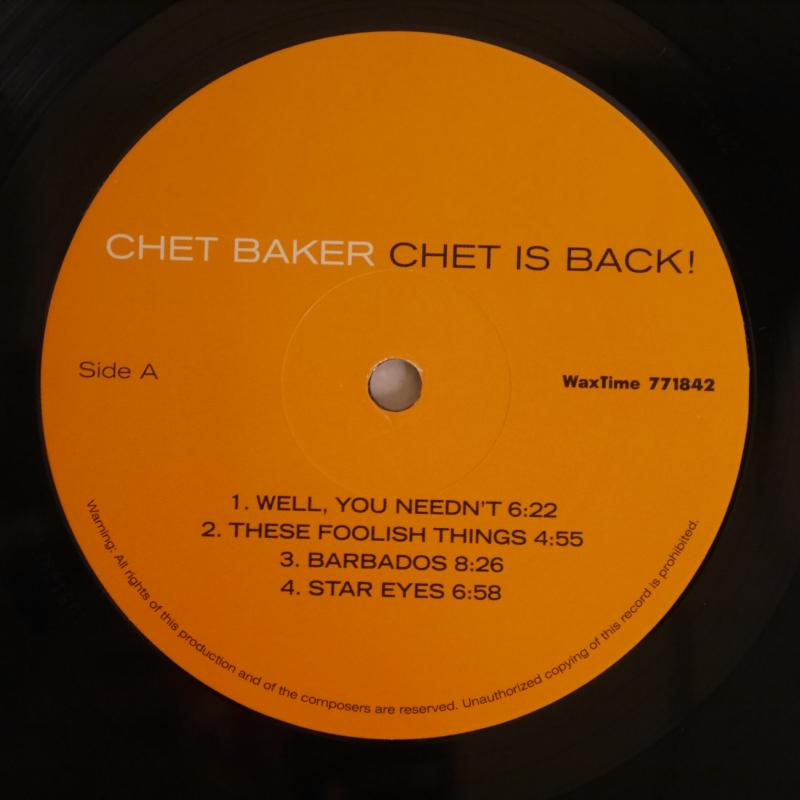 CHET BAKER CHET IS BACK!
Side A
WaxTime 771842
1. WELL, YOU NEEDN'T 6:22
2. THESE FOOLISH THINGS 4:55
3. BARBADOS 8:26
4. STAR EYES 6:58
Warning: All rights of this production and of the composers are reserved. Unauthorized copying of this record is prohibited.